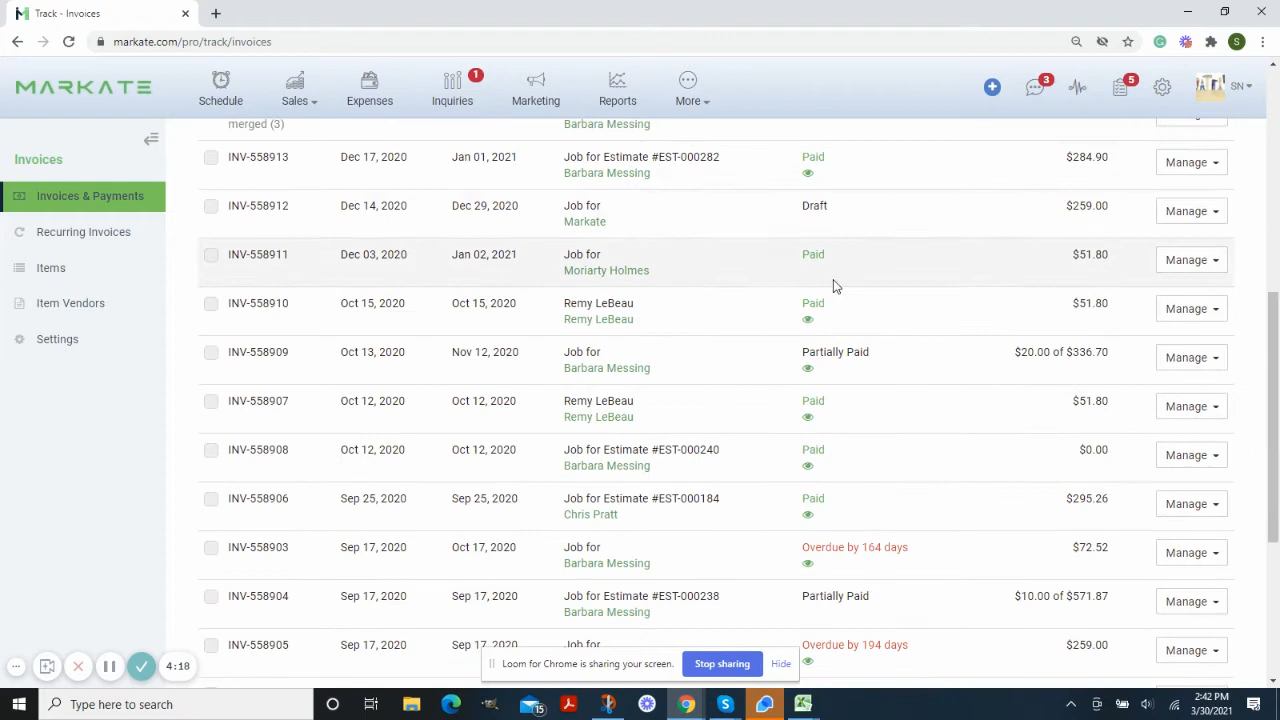 Track - Invoices
markate.com/pro/track/invoices
S
MARKATE
Schedule
Sales
Expenses
1
Inquiries
Marketing
Reports
More
3
5
SN
Invoices
Invoices & Payments
Recurring Invoices
Items
Item Vendors
Settings
merged (3)
Barbara Messing
INV-558913 Dec 17, 2020 Jan 01, 2021 Job for Estimate #EST-000282 Paid $284.90 Manage
Barbara Messing
INV-558912 Dec 14, 2020 Dec 29, 2020 Job for Draft $259.00 Manage
Markate
INV-558911 Dec 03, 2020 Jan 02, 2021 Job for Paid $51.80 Manage
Moriarty Holmes
INV-558910 Oct 15, 2020 Oct 15, 2020 Remy LeBeau Paid $51.80 Manage
Remy LeBeau
INV-558909 Oct 13, 2020 Nov 12, 2020 Job for Partially Paid $20.00 of $336.70 Manage
Barbara Messing
INV-558907 Oct 12, 2020 Oct 12, 2020 Remy LeBeau Paid $51.80 Manage
Remy LeBeau
INV-558908 Oct 12, 2020 Oct 12, 2020 Job for Estimate #EST-000240 Paid $0.00 Manage
Barbara Messing
INV-558906 Sep 25, 2020 Sep 25, 2020 Job for Estimate #EST-000184 Paid $295.26 Manage
Chris Pratt
INV-558903 Sep 17, 2020 Oct 17, 2020 Job for Overdue by 164 days $72.52 Manage
Barbara Messing
INV-558904 Sep 17, 2020 Sep 17, 2020 Job for Estimate #EST-000238 Partially Paid $10.00 of $571.87 Manage
Barbara Messing
INV-558905 Sep 17, 2020 Sep 17, 2020 Job for Overdue by 194 days $259.00 Manage
4:18
Loom for Chrome is sharing your screen. Stop sharing Hide
Type here to search
15
2:42 PM
3/30/2021